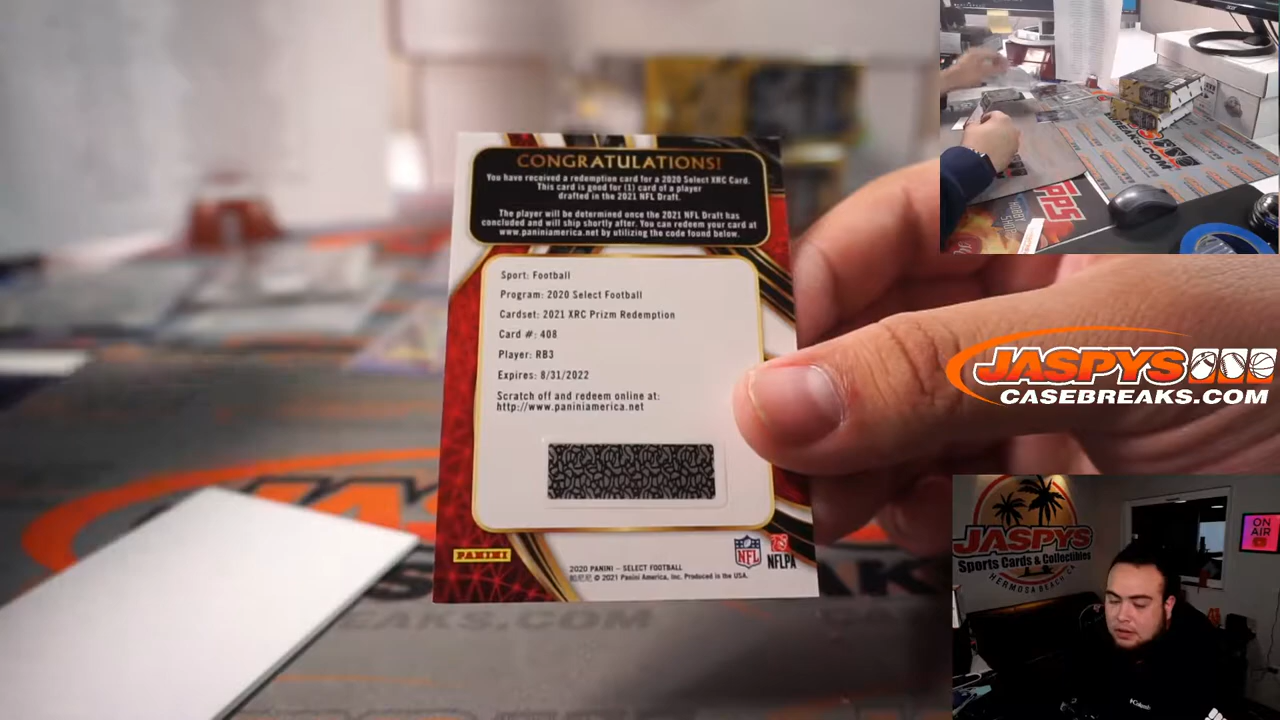 CONGRATULATIONS!
You have received a redemption card for a 2020 Select XRC Card.
This card is good for (1) card of a player
drafted in the 2021 NFL Draft.
The player will be determined once the 2021 NFL Draft has
concluded and will ship shortly after. You can redeem your card at
www.paniniamerica.net by utilizing the code found below.
Sport: Football
Program: 2020 Select Football
Cardset: 2021 XRC Prizm Redemption
Card #: 408
Player: RB3
Expires: 8/31/2022
Scratch off and redeem online at:
http://www.paniniamerica.net
PANINI
NFL
NFLPA
2020 PANINI - SELECT FOOTBALL
© 2021 Panini America, Inc. Produced in the USA.
JASPYS
CASEBREAKS.COM
JASPYS
Sports Cards & Collectibles
HERMOSA BEACH, CA
ON
AIR
Columbia